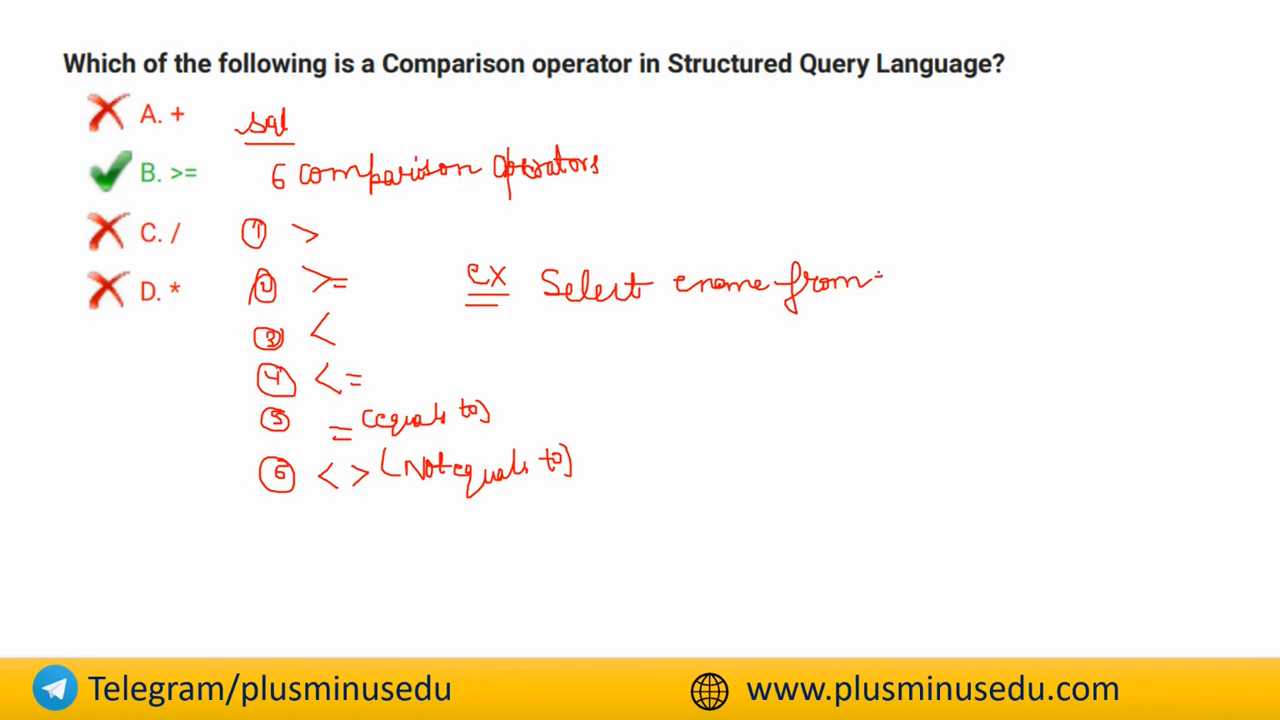 Which of the following is a Comparison operator in Structured Query Language?
A. +
B. >=
C. /
D. *
sql
6 comparison Operators
1 >
2 >=
3 <
4 <=
5 = (equals to)
6 < > (Not equals to)
ex Select ename from
Telegram/plusminusedu
www.plusminusedu.com